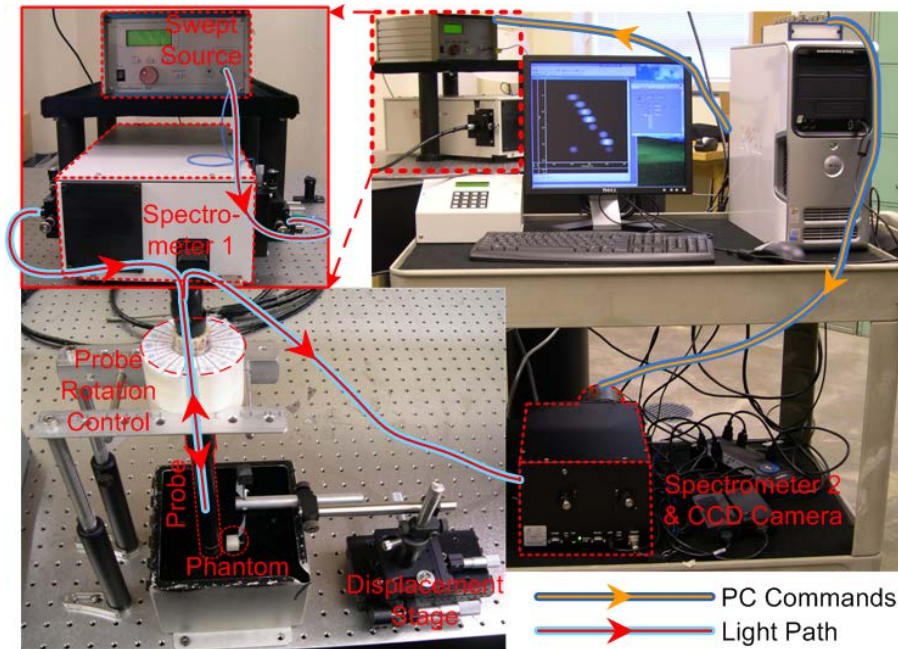 Swept
Source
Spectro-
meter 1
Probe
Rotation
Control
Probe
Phantom
Displacement
Stage
DELL
Spectrometer 2
& CCD Camera
PC Commands
Light Path